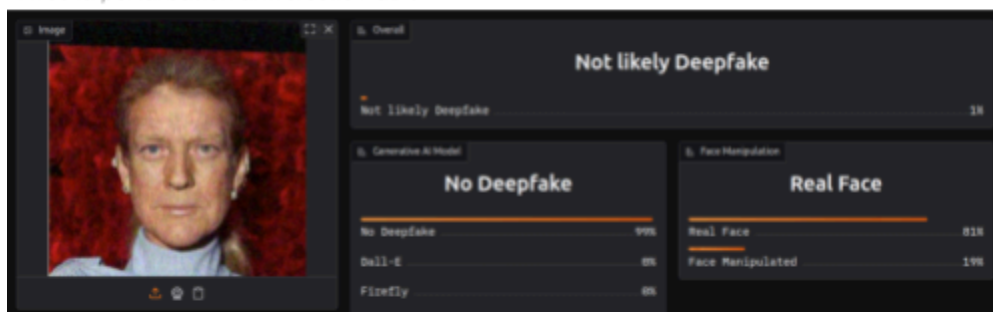 Image
Overall
Not likely Deepfake
Not likely Deepfake 1%
Generative AI Model
No Deepfake
No Deepfake 99%
Dall-E 0%
Firefly 0%
Face Manipulation
Real Face
Real Face 81%
Face Manipulated 19%